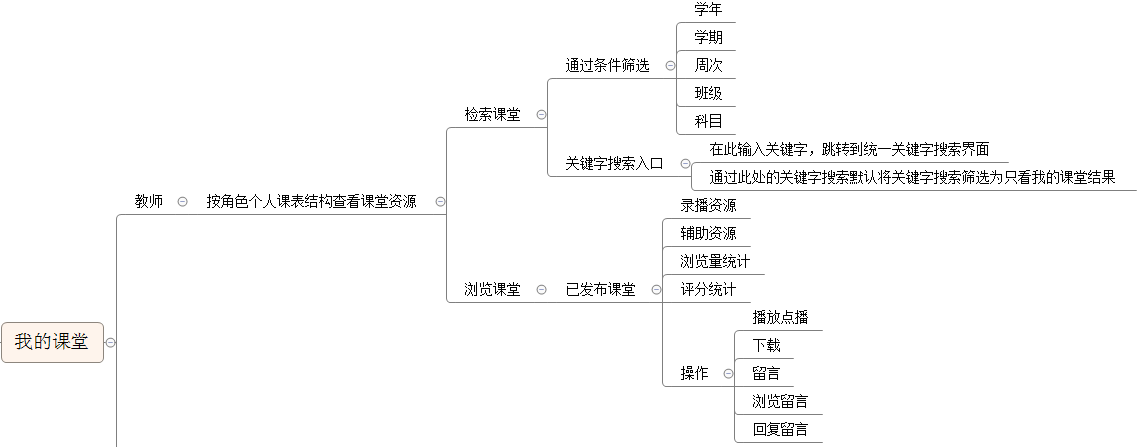 学年
学期
通过条件筛选
周次
班级
检索课堂
科目
在此输入关键字，跳转到统一关键字搜索界面
关键字搜索入口
通过此处的关键字搜索默认将关键字搜索筛选为只看我的课堂结果
教师
按角色个人课表结构查看课堂资源
录播资源
辅助资源
浏览量统计
浏览课堂
已发布课堂
评分统计
播放点播
我的课堂
下载
操作
留言
浏览留言
回复留言